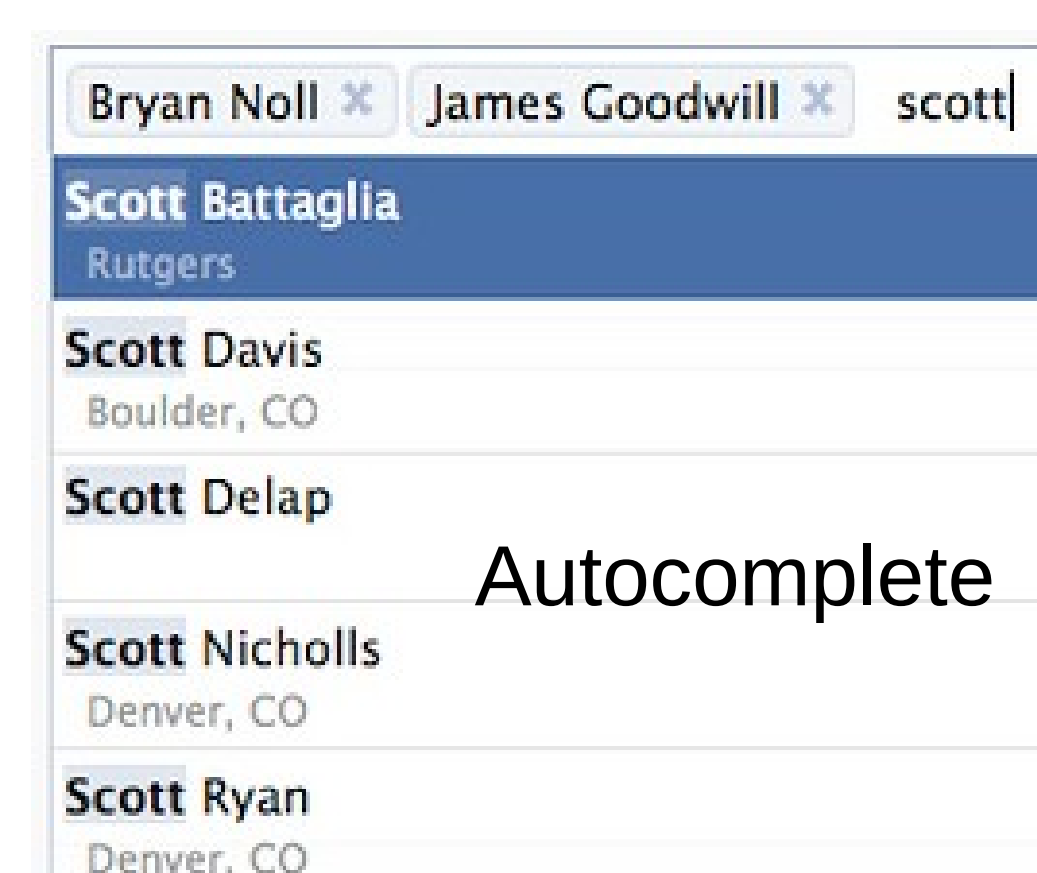 Bryan Noll × James Goodwill × scott
Scott Battaglia
Rutgers
Scott Davis
Boulder, CO
Scott Delap
Autocomplete
Scott Nicholls
Denver, CO
Scott Ryan
Denver, CO